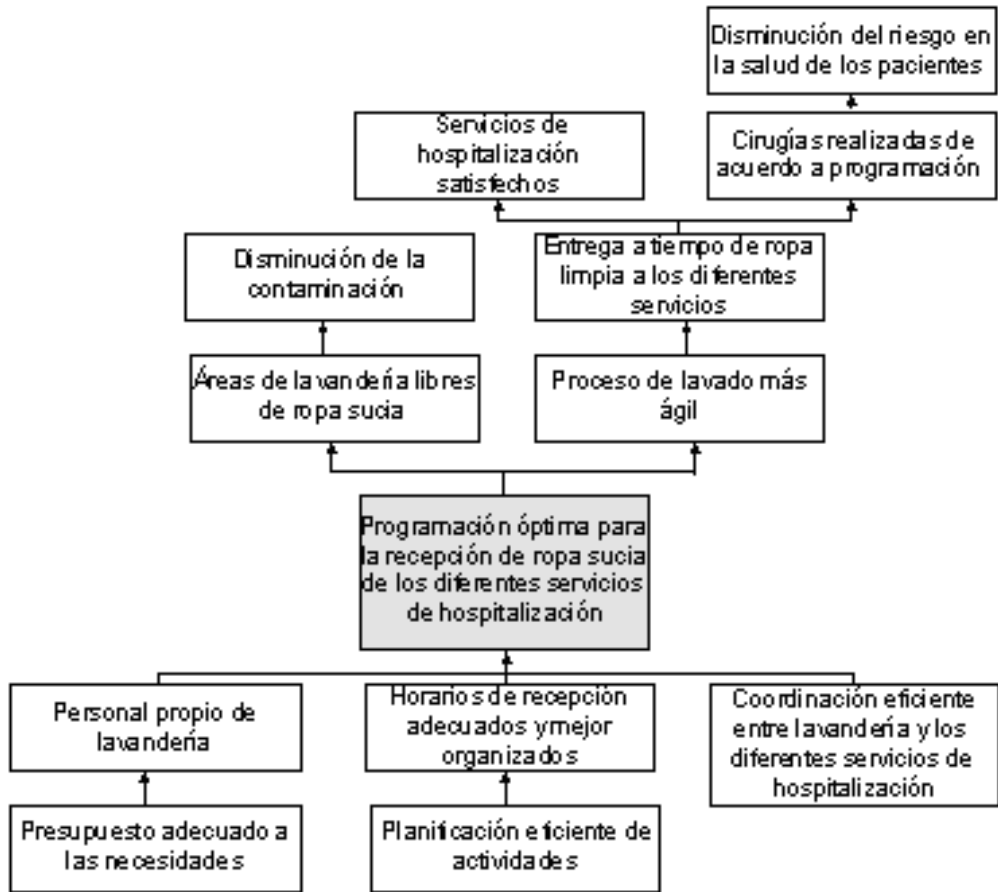 Disminución del riesgo en
la salud de los pacientes
Servicios de
hospitalización
satisfechos
Cirugías realizadas de
acuerdo a programación
Disminución de la
contaminación
Entrega a tiempo de ropa
limpia a los diferentes
servicios
Áreas de lavandería libres
de ropa sucia
Proceso de lavado más
ágil
Programación óptima para
la recepción de ropa sucia
de los diferentes servicios
de hospitalización
Personal propio de
lavandería
Horarios de recepción
adecuados y mejor
organizados
Coordinación eficiente
entre lavandería y los
diferentes servicios de
hospitalización
Presupuesto adecuado a
las necesidades
Planificación eficiente de
actividades